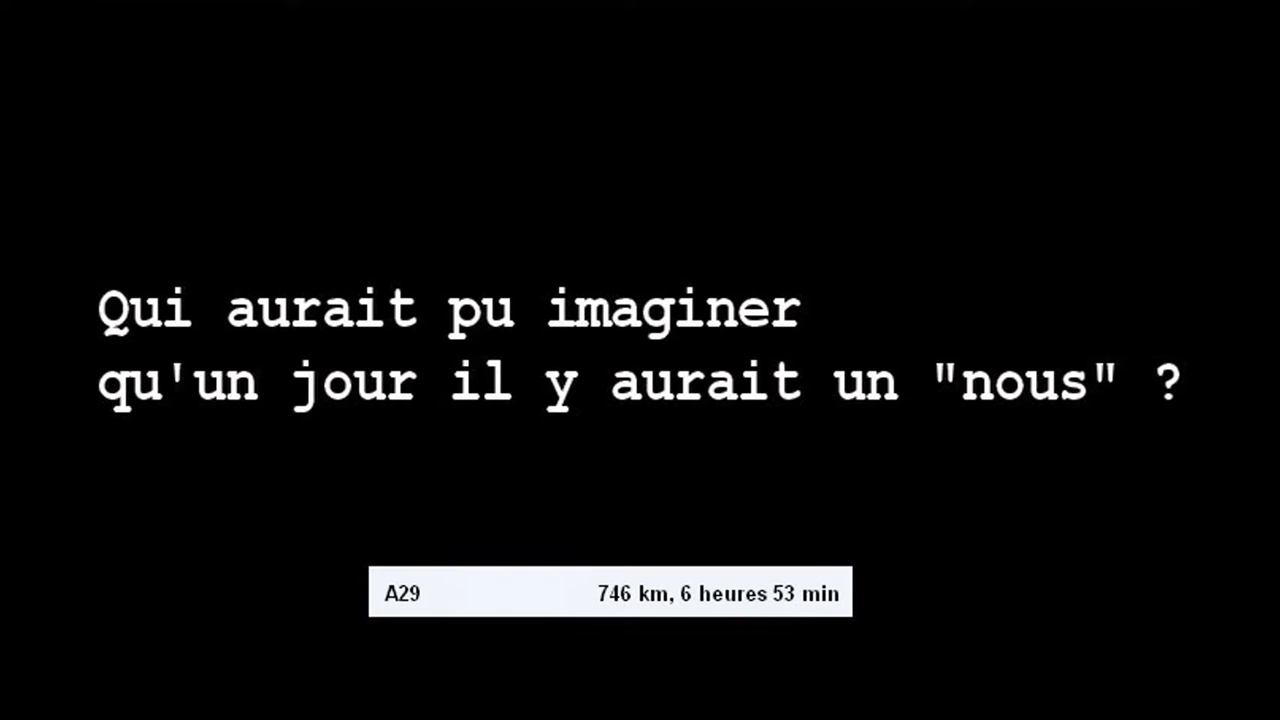 Qui aurait pu imaginer
qu'un jour il y aurait un "nous" ?
A29 746 km, 6 heures 53 min